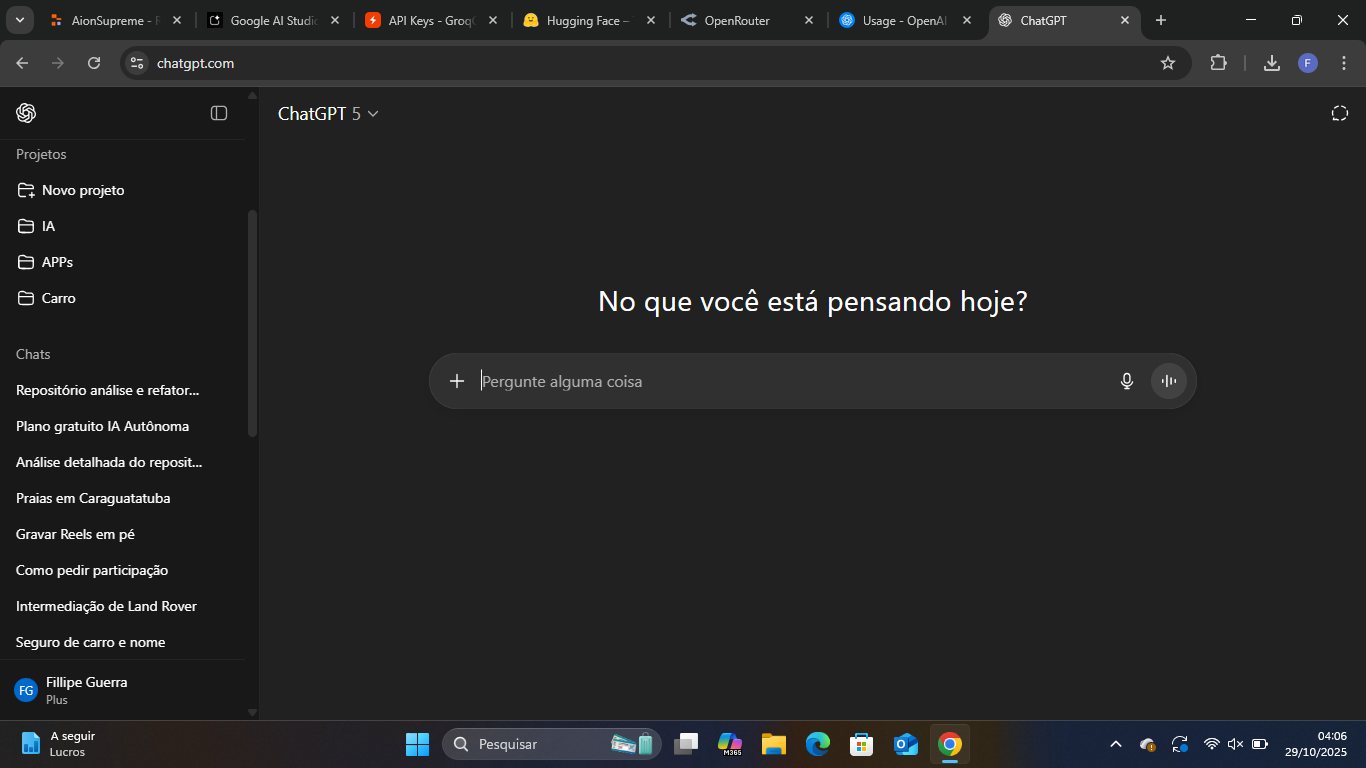 AionSupreme - R
Google AI Studio
API Keys - GroqC
Hugging Face –
OpenRouter
Usage - OpenAI
ChatGPT
chatgpt.com
F
ChatGPT 5
Projetos
Novo projeto
IA
APPs
Carro
Chats
Repositório análise e refator...
Plano gratuito IA Autônoma
Análise detalhada do reposit...
Praias em Caraguatatuba
Gravar Reels em pé
Como pedir participação
Intermediação de Land Rover
Seguro de carro e nome
FG
Fillipe Guerra
Plus
No que você está pensando hoje?
Pergunte alguma coisa
A seguir
Lucros
Pesquisar
M365
04:06
29/10/2025